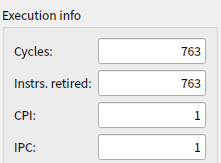 Execution info
Cycles: 763
Instrs. retired: 763
CPI: 1
IPC: 1